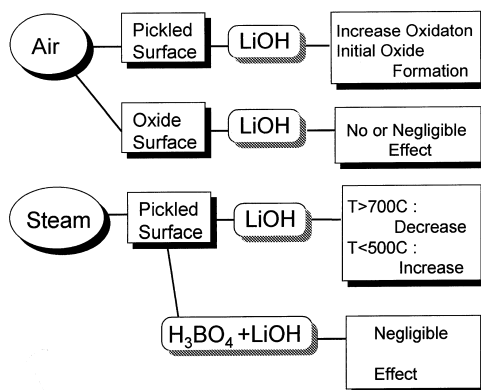 Air
Pickled
Surface
LiOH
Increase Oxidaton
Initial Oxide
Formation
Oxide
Surface
LiOH
No or Negligible
Effect
Steam
Pickled
Surface
LiOH
T>700C :
Decrease
T<500C :
Increase
H₃BO₄ +LiOH
Negligible
Effect